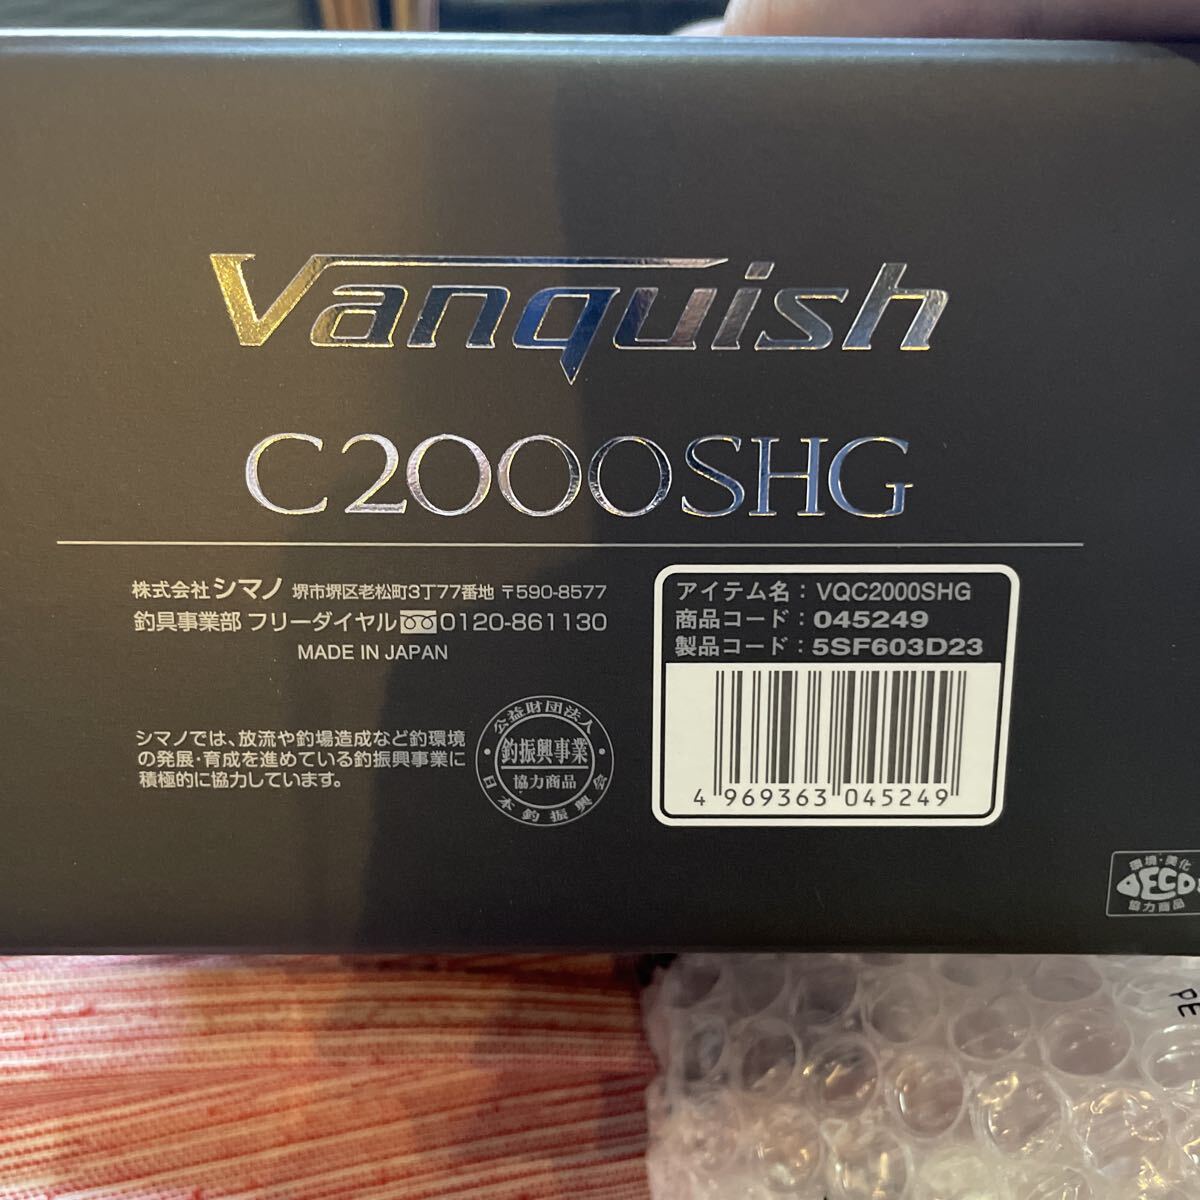 Vanquish
C2000SHG
株式会社 シマノ 堺市堺区老松町3丁77番地 〒590-8577
釣具事業部 フリーダイヤル 0120-861130
MADE IN JAPAN
シマノでは、放流や釣場造成など釣環境
の発展・育成を進めている釣振興事業に
積極的に協力しています。
公益財団法人
釣振興事業
協力商品
日本釣振興会
アイテム名：VQC2000SHG
商品コード：045249
製品コード：5SF603D23
4 969363 045249
環境・美化
DECO
協力商品
PE